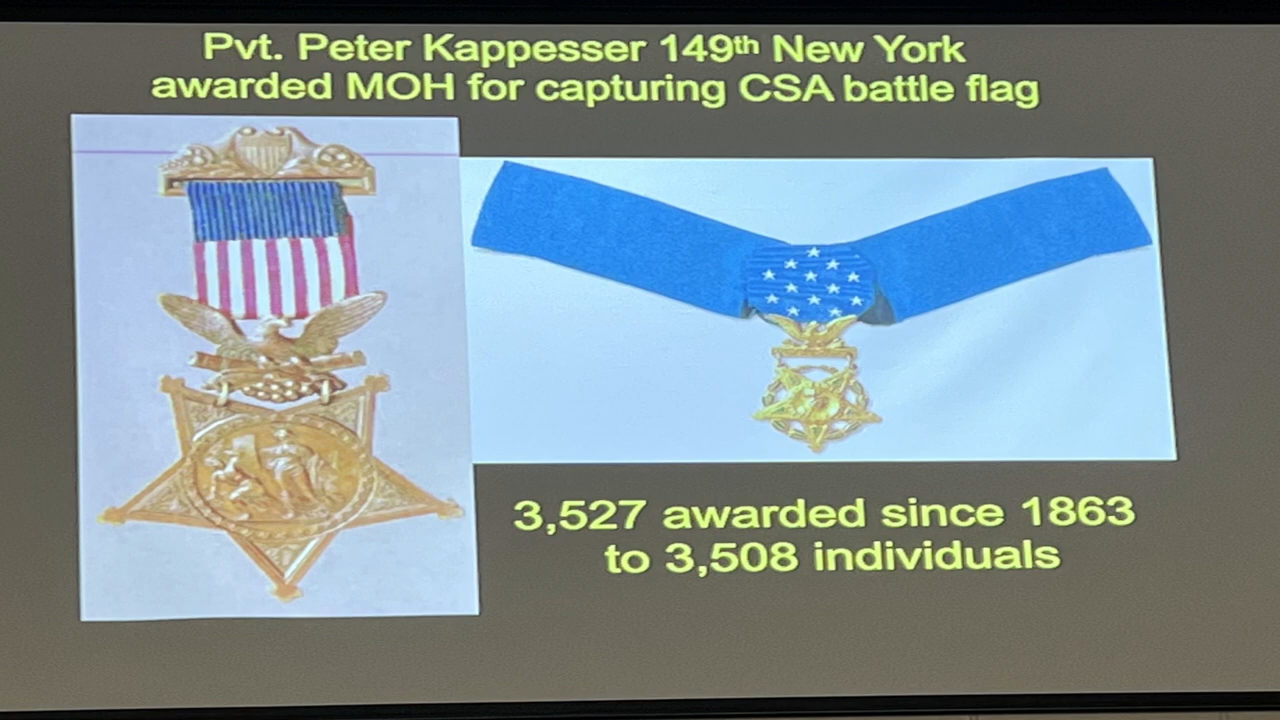 Pvt. Peter Kappesser 149th New York
awarded MOH for capturing CSA battle flag
3,527 awarded since 1863
to 3,508 individuals